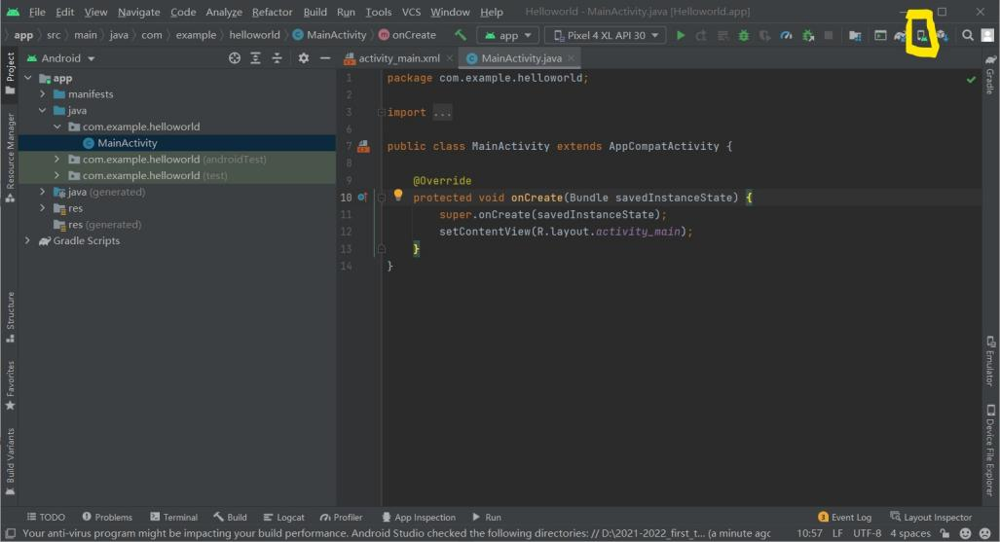 File Edit View Navigate Code Analyze Refactor Build Run Tools VCS Window Help Helloworld - MainActivity.java [Helloworld.app]
app src main java com example helloworld MainActivity onCreate app Pixel 4 XL API 30
Android
activity_main.xml MainActivity.java
app
manifests
java
com.example.helloworld
MainActivity
com.example.helloworld (androidTest)
com.example.helloworld (test)
java (generated)
res
res (generated)
Gradle Scripts
1 package com.example.helloworld;
2
3 import ...
6
7 public class MainActivity extends AppCompatActivity {
8
9 @Override
10 protected void onCreate(Bundle savedInstanceState) {
11 super.onCreate(savedInstanceState);
12 setContentView(R.layout.activity_main);
13 }
14 }
Project
Resource Manager
Structure
Favorites
Build Variants
Gradle
Emulator
Device File Explorer
TODO Problems Terminal Build Logcat Profiler App Inspection Run 3 Event Log Layout Inspector
Your anti-virus program might be impacting your build performance. Android Studio checked the following directories: // D:\2021-2022_first_t... (a minute agc 10:57 LF UTF-8 4 spaces